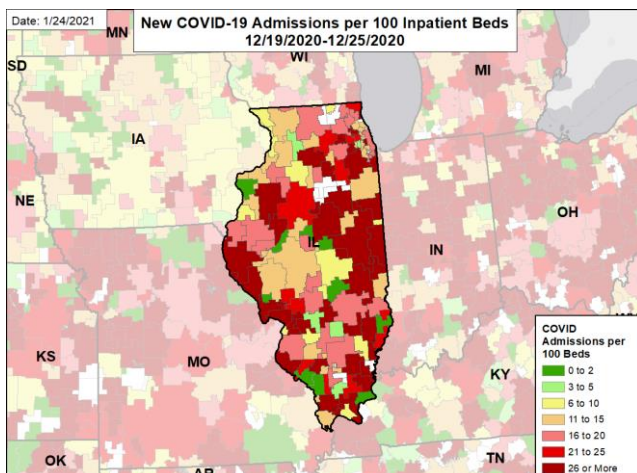 Date: 1/24/2021
New COVID-19 Admissions per 100 Inpatient Beds
12/19/2020-12/25/2020
MN
SD
WI
MI
IA
NE
OH
IL
IN
KS
MO
KY
OK
AR
TN
COVID
Admissions per
100 Beds
0 to 2
3 to 5
6 to 10
11 to 15
16 to 20
21 to 25
26 or More